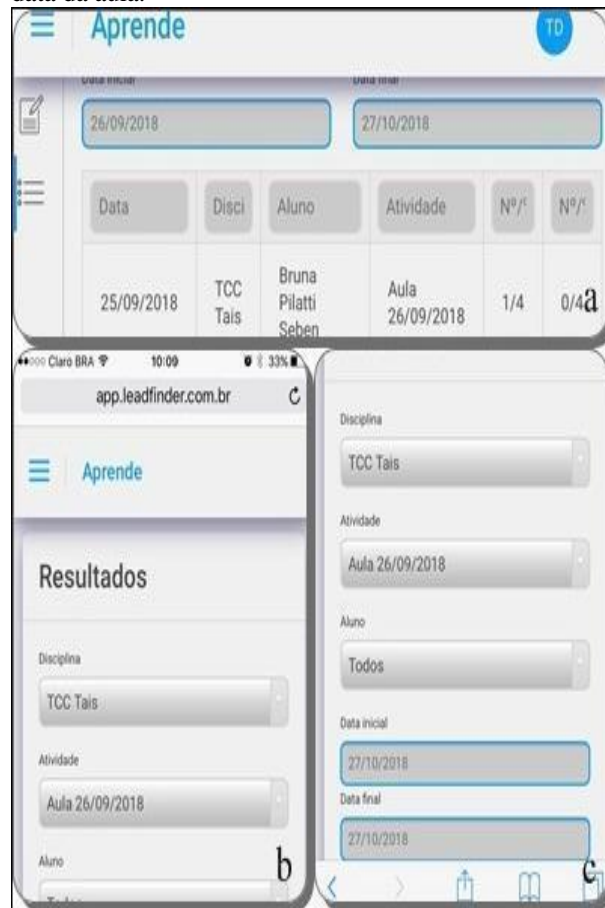 data da aula.
Aprende
TD
Data inicial
Data final
26/09/2018
27/10/2018
Data
Disci
Aluno
Atividade
Nº/
Nº/
25/09/2018
TCC
Tais
Bruna
Pilatti
Seben
Aula
26/09/2018
1/4
0/4
a
Claro BRA
10:09
33%
app.leadfinder.com.br
Aprende
Resultados
Disciplina
TCC Tais
Atividade
Aula 26/09/2018
Aluno
b
Disciplina
TCC Tais
Atividade
Aula 26/09/2018
Aluno
Todos
Data inicial
27/10/2018
Data final
27/10/2018
c